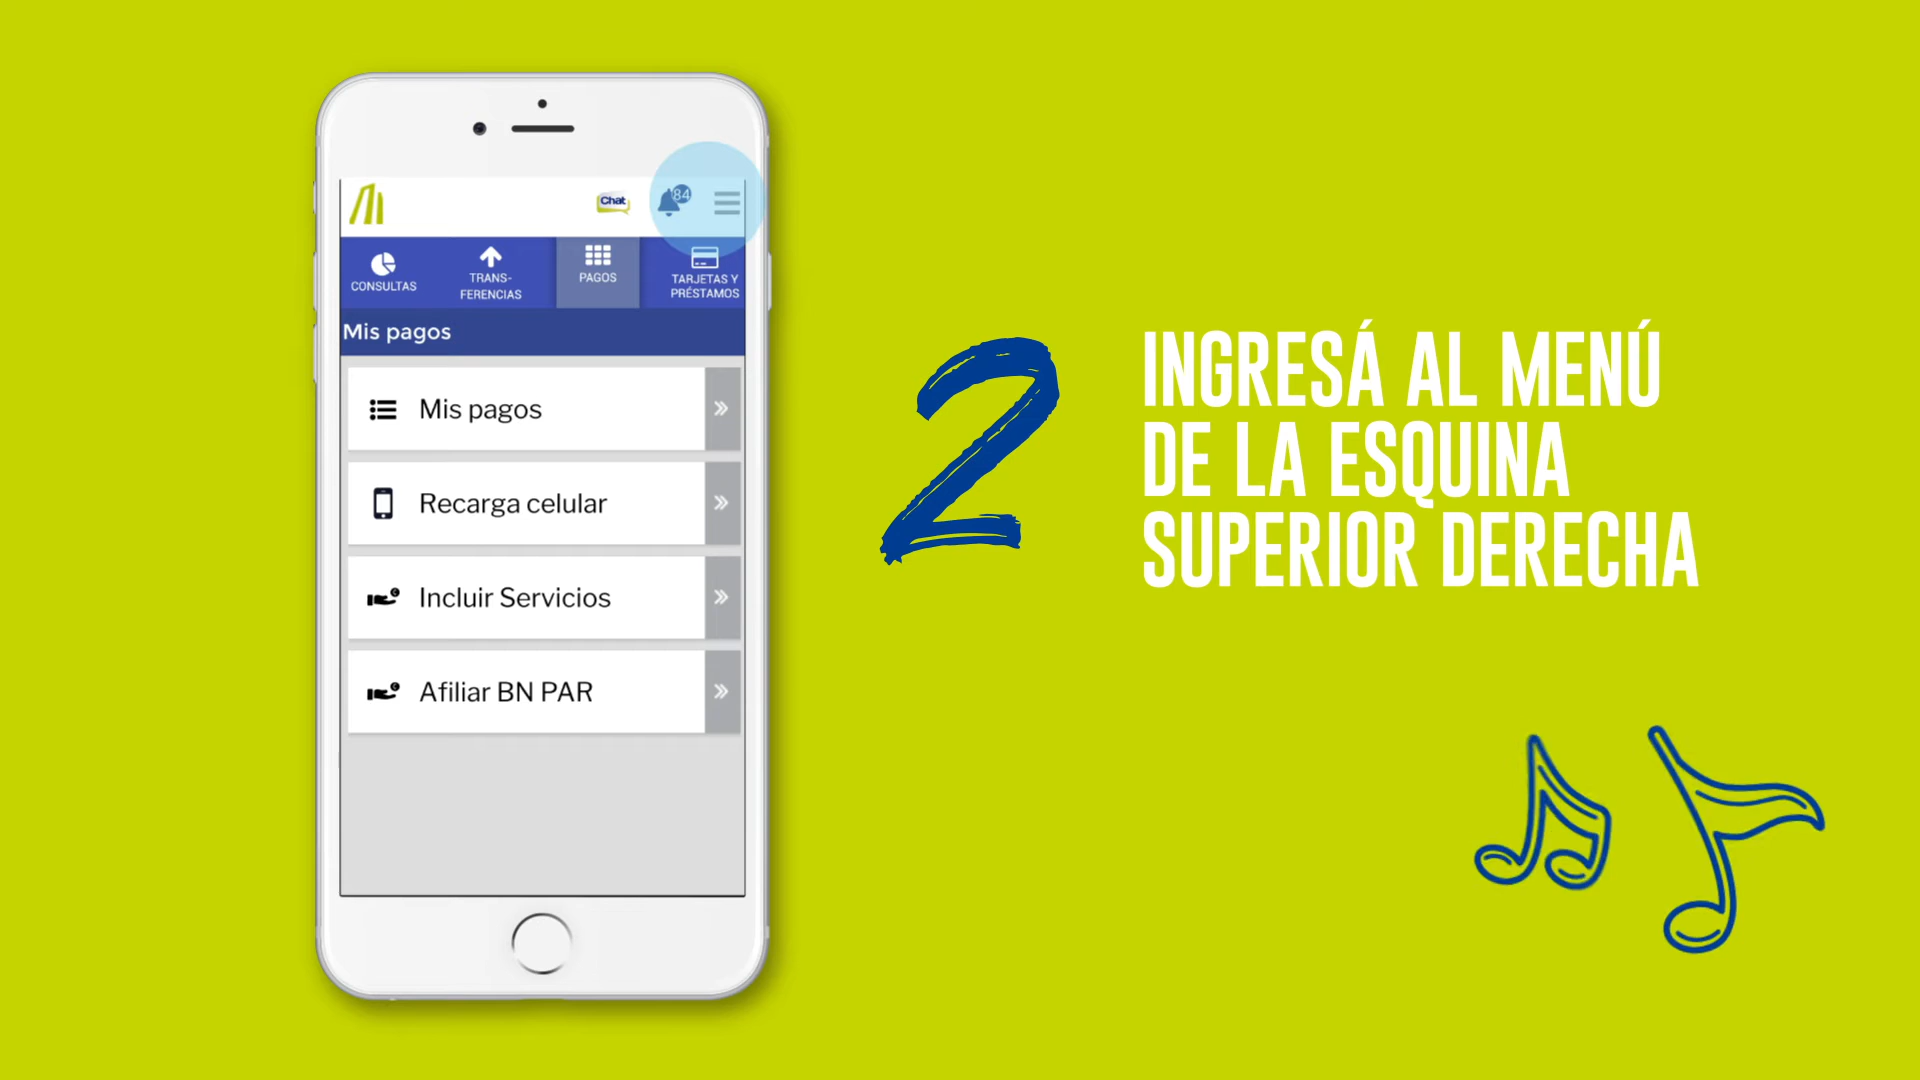 Chat
84
CONSULTAS
TRANS-
FERENCIAS
PAGOS
TARJETAS Y
PRÉSTAMOS
Mis pagos
Mis pagos
Recarga celular
Incluir Servicios
Afiliar BN PAR
2
INGRESÁ AL MENÚ
DE LA ESQUINA
SUPERIOR DERECHA